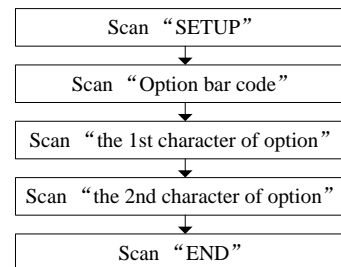 Scan “SETUP”
Scan “Option bar code”
Scan “the 1st character of option”
Scan “the 2nd character of option”
Scan “END”